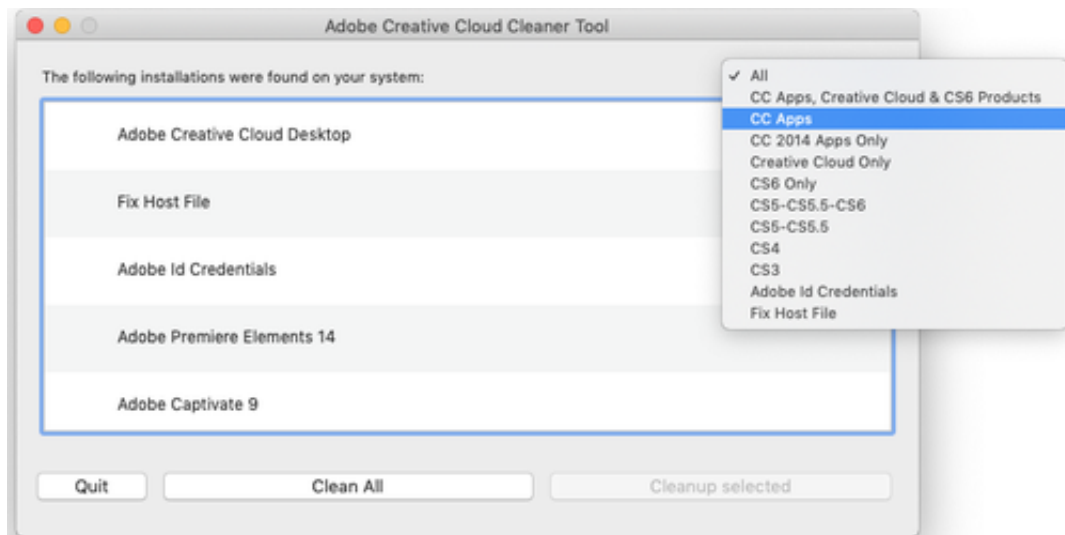 Adobe Creative Cloud Cleaner Tool
The following installations were found on your system:
✓ All
CC Apps, Creative Cloud & CS6 Products
CC Apps
CC 2014 Apps Only
Creative Cloud Only
CS6 Only
CS5-CS5.5-CS6
CS5-CS5.5
CS4
CS3
Adobe Id Credentials
Fix Host File
Adobe Creative Cloud Desktop
Fix Host File
Adobe Id Credentials
Adobe Premiere Elements 14
Adobe Captivate 9
Quit
Clean All
Cleanup selected